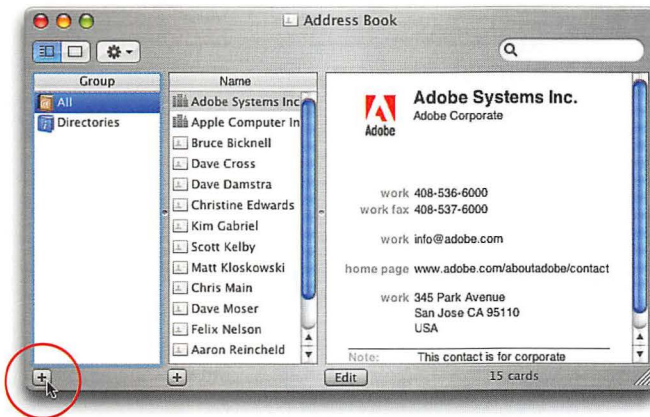 Address Book
Group
All
Directories
Name
Adobe Systems Inc
Apple Computer In
Bruce Bicknell
Dave Cross
Dave Damstra
Christine Edwards
Kim Gabriel
Scott Kelby
Matt Kloskowski
Chris Main
Dave Moser
Felix Nelson
Aaron Reincheld
Adobe
Adobe Systems Inc.
Adobe Corporate
work 408-536-6000
work fax 408-537-6000
work info@adobe.com
home page www.adobe.com/aboutadobe/contact
work 345 Park Avenue
San Jose CA 95110
USA
Note: This contact is for corporate
Edit
15 cards